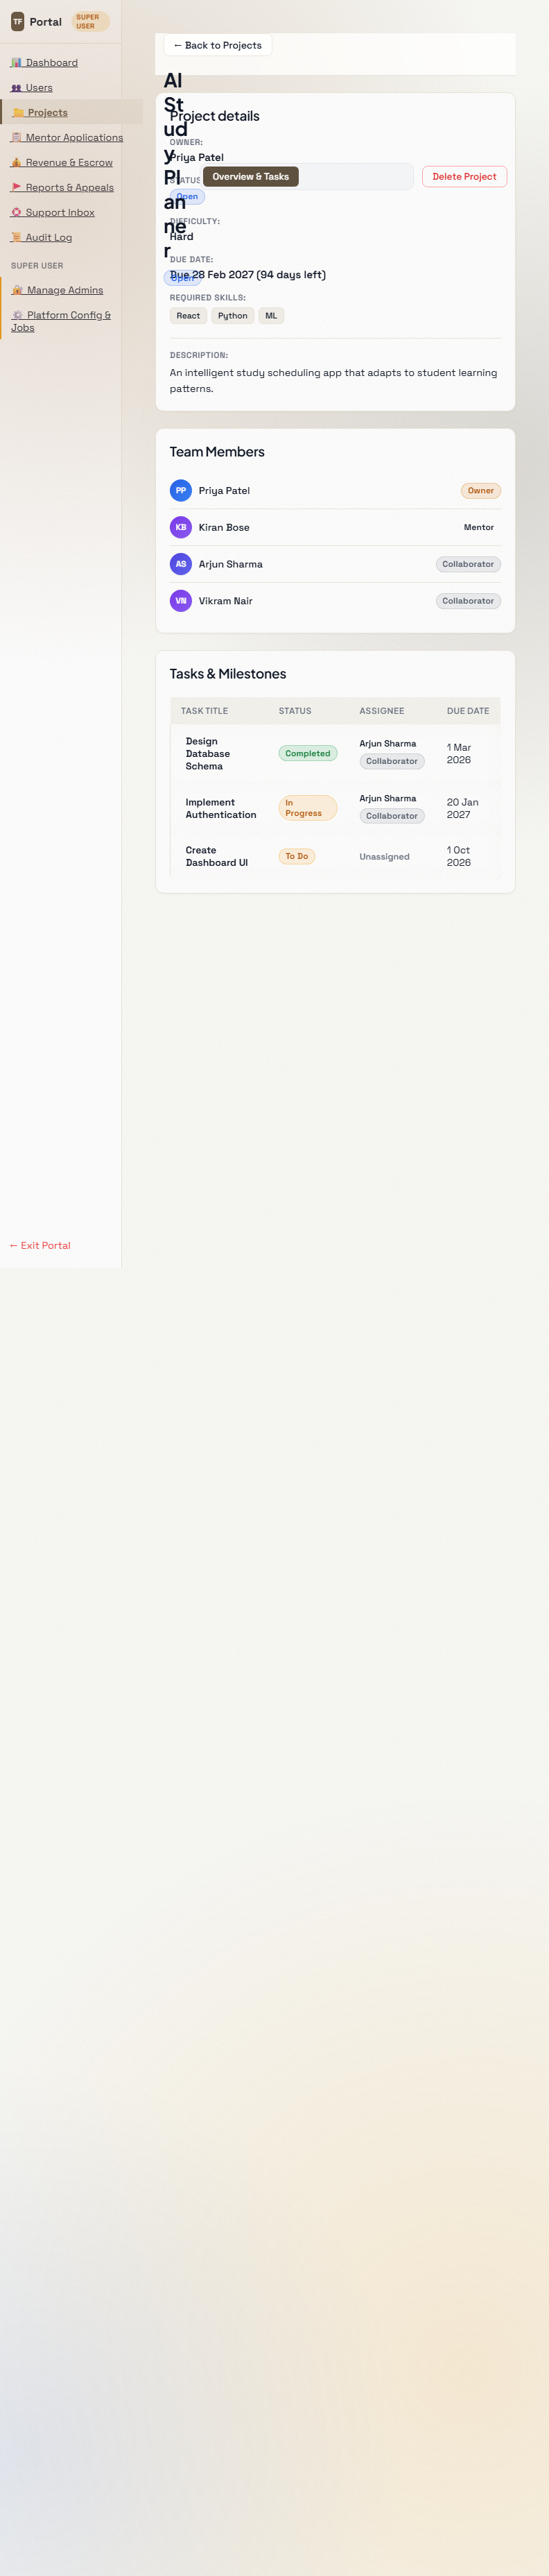 TF Portal SUPER USER
Dashboard
Users
Projects
Mentor Applications
Revenue & Escrow
Reports & Appeals
Support Inbox
Audit Log
SUPER USER
Manage Admins
Platform Config &
Jobs
← Exit Portal
← Back to Projects
AI
St
ud
y
Pl
an
ne
r
Open
Overview & Tasks
Delete Project
Project details
OWNER:
Priya Patel
STATUS
Open
DIFFICULTY:
Hard
DUE DATE:
Due 28 Feb 2027 (94 days left)
REQUIRED SKILLS:
React Python ML
DESCRIPTION:
An intelligent study scheduling app that adapts to student learning
patterns.
Team Members
PP Priya Patel Owner
KB Kiran Bose Mentor
AS Arjun Sharma Collaborator
VN Vikram Nair Collaborator
Tasks & Milestones
TASK TITLE STATUS ASSIGNEE DUE DATE
Design
Database
Schema
Completed
Arjun Sharma
Collaborator
1 Mar
2026
Implement
Authentication
In
Progress
Arjun Sharma
Collaborator
20 Jan
2027
Create
Dashboard UI
To Do
Unassigned
1 Oct
2026